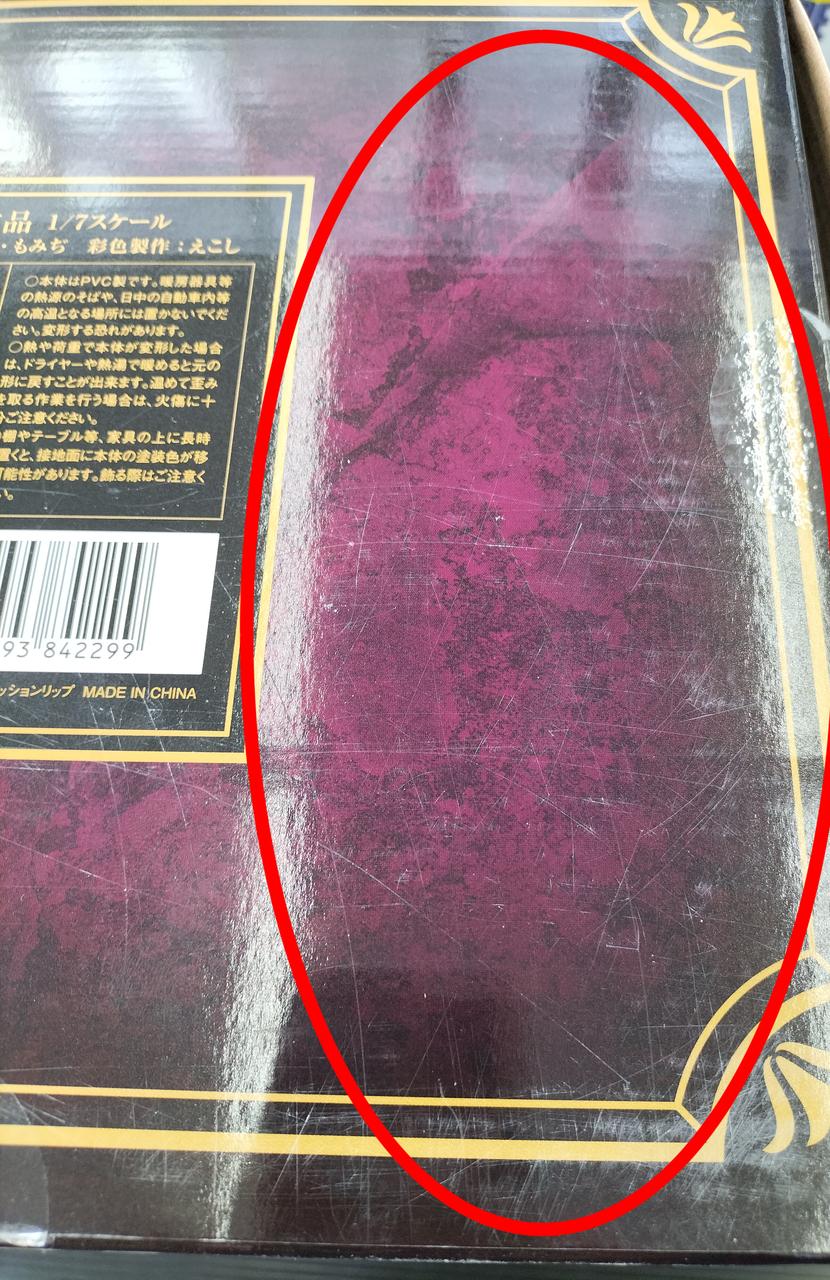 品 1/7スケール
・もみぢ 彩色製作：えこし
○本体はPVC製です。暖房器具等
の熱源のそばや、日中の自動車内等
の高温となる場所には置かないでくだ
さい。変形する恐れがあります。
○熱や荷重で本体が変形した場合
は、ドライヤーや熱湯で暖めると元の
形に戻すことが出来ます。温めて歪み
を取る作業を行う場合は、火傷に十
分ご注意ください。
棚やテーブル等、家具の上に長時
置くと、接地面に本体の塗装色が移
可能性があります。飾る際はご注意く
い。
93 842299
ッションリップ MADE IN CHINA